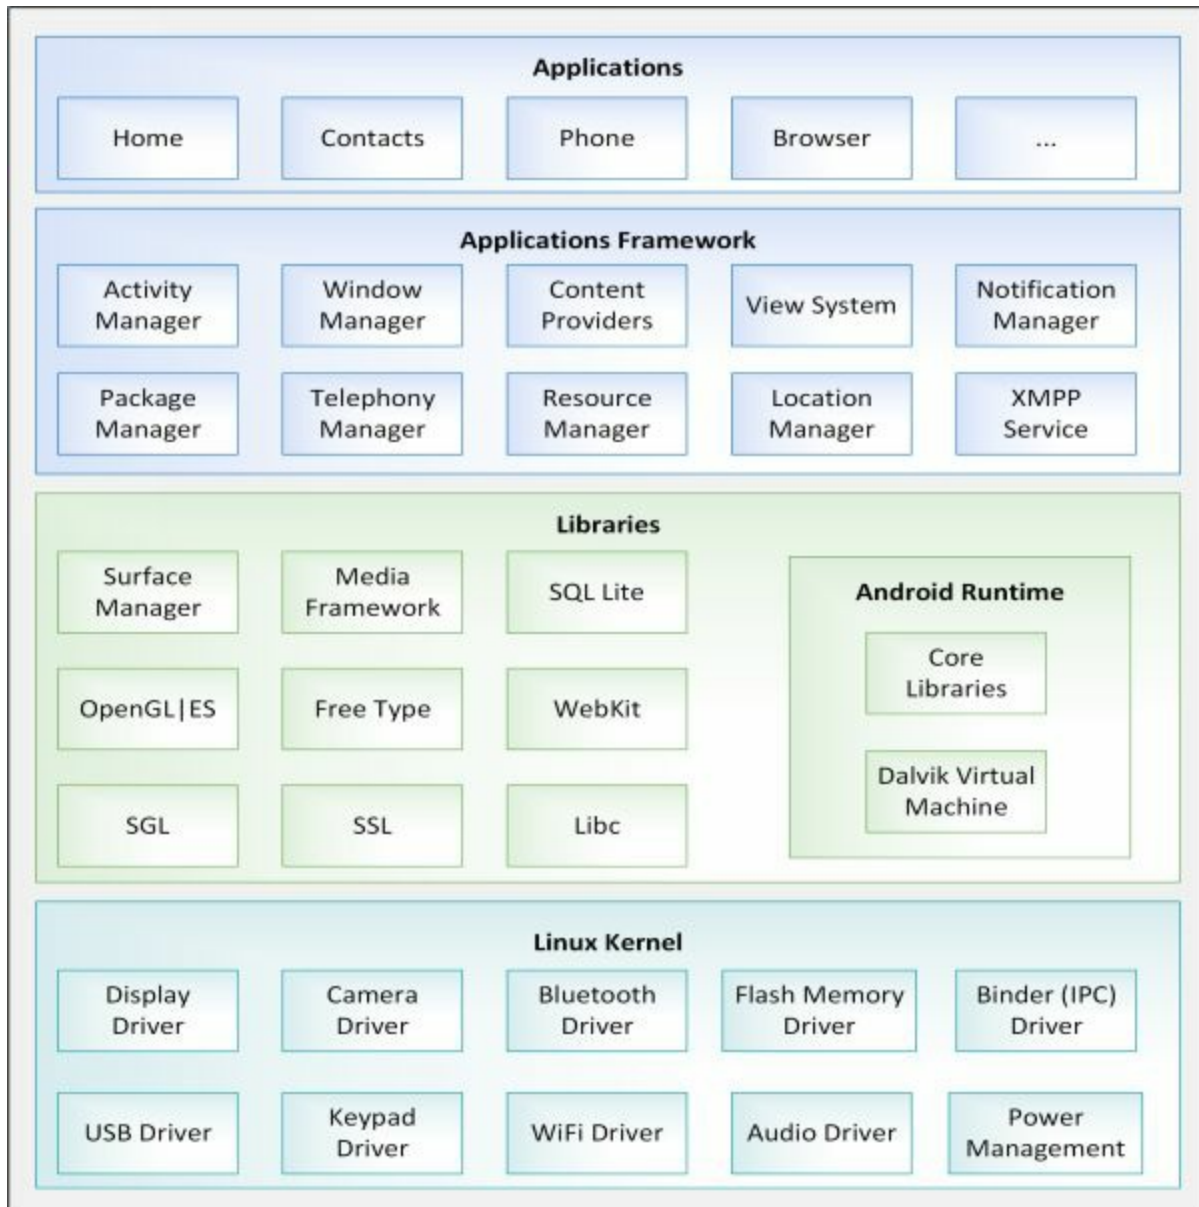 Applications
Home
Contacts
Phone
Browser
...
Applications Framework
Activity
Manager
Window
Manager
Content
Providers
View System
Notification
Manager
Package
Manager
Telephony
Manager
Resource
Manager
Location
Manager
XMPP
Service
Libraries
Surface
Manager
Media
Framework
SQL Lite
OpenGL|ES
Free Type
WebKit
SGL
SSL
Libc
Android Runtime
Core
Libraries
Dalvik Virtual
Machine
Linux Kernel
Display
Driver
Camera
Driver
Bluetooth
Driver
Flash Memory
Driver
Binder (IPC)
Driver
USB Driver
Keypad
Driver
WiFi Driver
Audio Driver
Power
Management